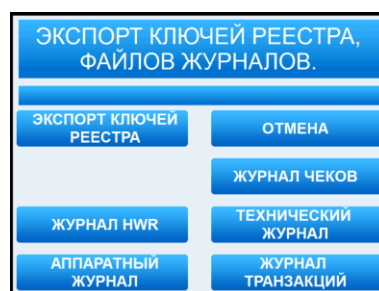 ЭКСПОРТ КЛЮЧЕЙ РЕЕСТРА,
ФАЙЛОВ ЖУРНАЛОВ.
ЭКСПОРТ КЛЮЧЕЙ
РЕЕСТРА
ОТМЕНА
ЖУРНАЛ ЧЕКОВ
ЖУРНАЛ HWR
ТЕХНИЧЕСКИЙ
ЖУРНАЛ
АППАРАТНЫЙ
ЖУРНАЛ
ЖУРНАЛ
ТРАНЗАКЦИЙ